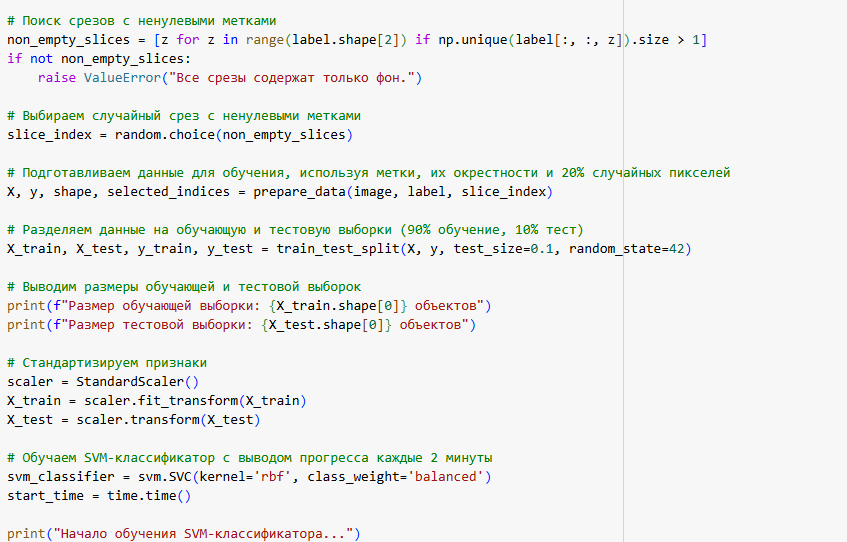 # Поиск срезов с ненулевыми метками
non_empty_slices = [z for z in range(label.shape[2]) if np.unique(label[:, :, z]).size > 1]
if not non_empty_slices:
    raise ValueError("Все срезы содержат только фон.")
# Выбираем случайный срез с ненулевыми метками
slice_index = random.choice(non_empty_slices)
# Подготавливаем данные для обучения, используя метки, их окрестности и 20% случайных пикселей
X, y, shape, selected_indices = prepare_data(image, label, slice_index)
# Разделяем данные на обучающую и тестовую выборки (90% обучение, 10% тест)
X_train, X_test, y_train, y_test = train_test_split(X, y, test_size=0.1, random_state=42)
# Выводим размеры обучающей и тестовой выборок
print(f"Размер обучающей выборки: {X_train.shape[0]} объектов")
print(f"Размер тестовой выборки: {X_test.shape[0]} объектов")
# Стандартизируем признаки
scaler = StandardScaler()
X_train = scaler.fit_transform(X_train)
X_test = scaler.transform(X_test)
# Обучаем SVM-классификатор с выводом прогресса каждые 2 минуты
svm_classifier = svm.SVC(kernel='rbf', class_weight='balanced')
start_time = time.time()
print("Начало обучения SVM-классификатора...")